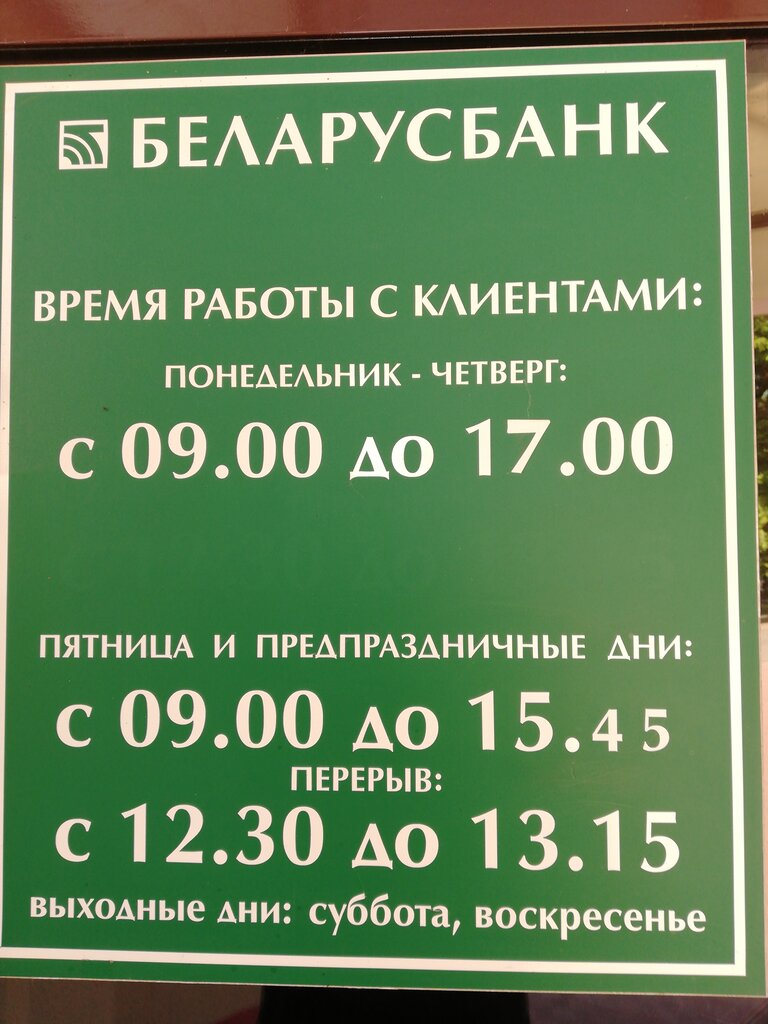 БЕЛАРУСБАНК
ВРЕМЯ РАБОТЫ С КЛИЕНТАМИ:
ПОНЕДЕЛЬНИК - ЧЕТВЕРГ:
с 09.00 до 17.00
ПЯТНИЦА И ПРЕДПРАЗДНИЧНЫЕ ДНИ:
с 09.00 до 15.45
ПЕРЕРЫВ:
с 12.30 до 13.15
выходные дни: суббота, воскресенье